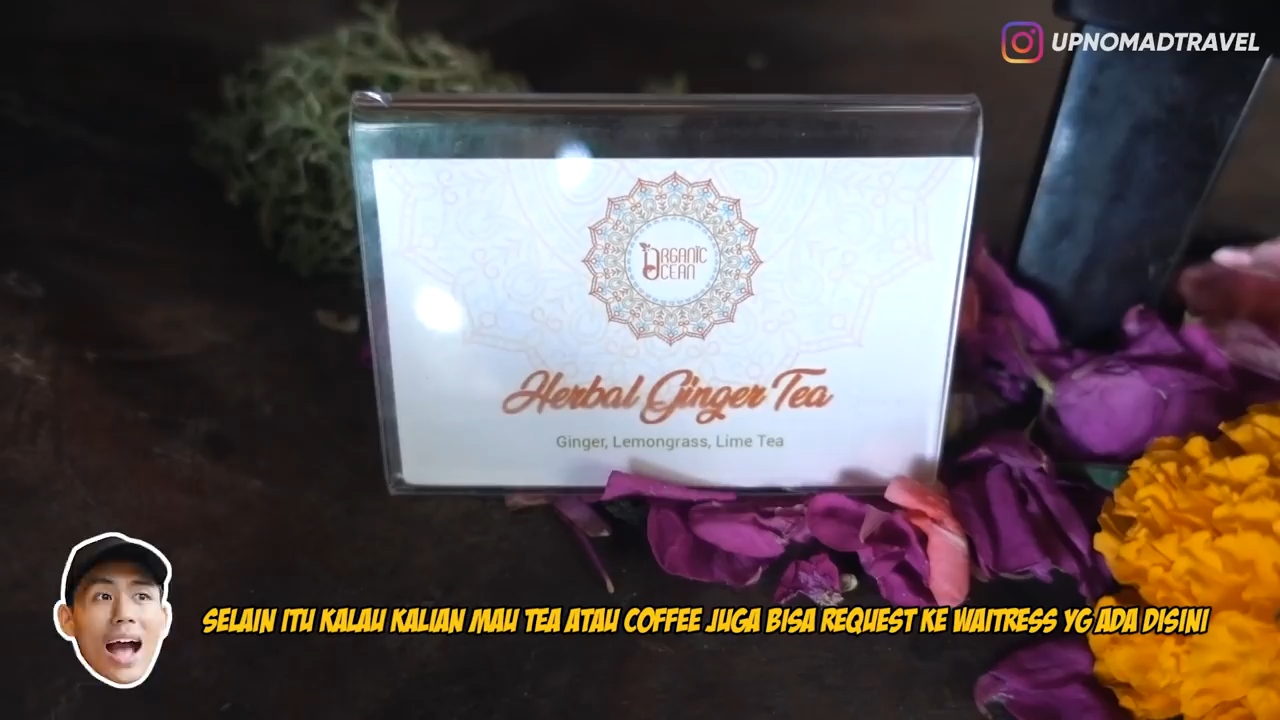 UPNOMADTRAVEL
ORGANIC
OCEAN
Herbal Ginger Tea
Ginger, Lemongrass, Lime Tea
SELAIN ITU KALAU KALIAN MAU TEA ATAU COFFEE JUGA BISA REQUEST KE WAITRESS YG ADA DISINI